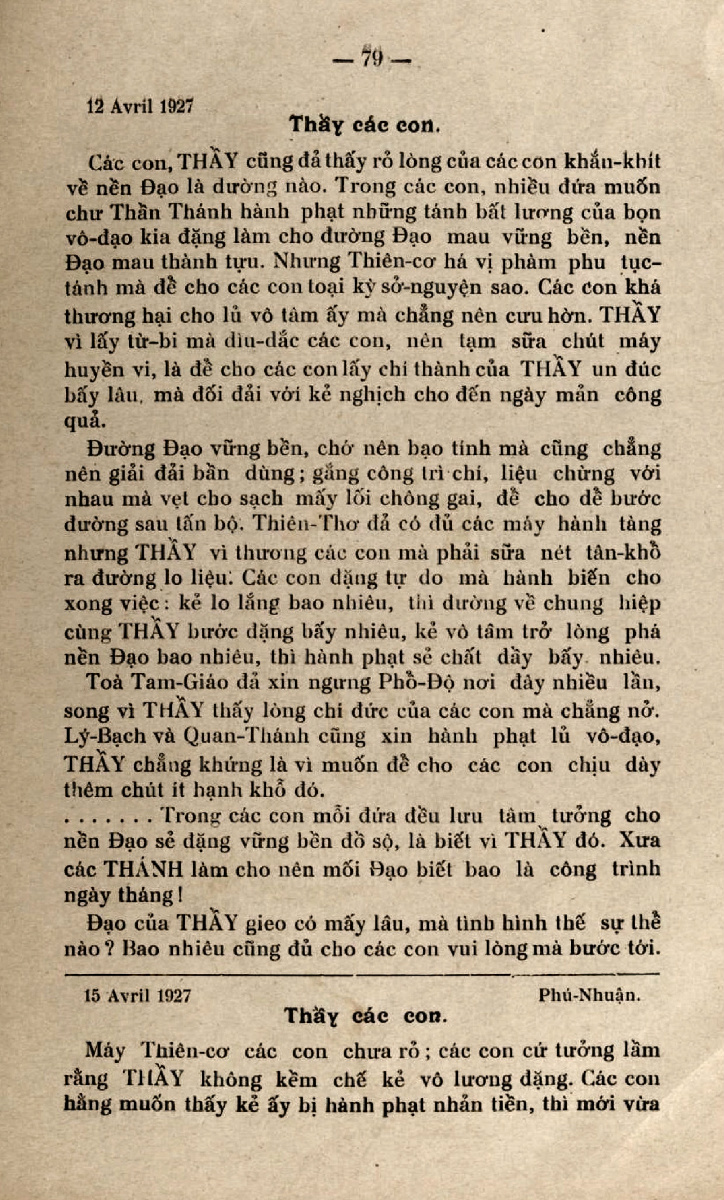 — 79 —
12 Avril 1927
Thầy các con.
Các con, THẦY cũng đả thấy rỏ lòng của các con khắn-khít
về nền Đạo là dường nào. Trong các con, nhiều đứa muốn
chư Thần Thánh hành phạt những tánh bất lương của bọn
vô-đạo kia đặng làm cho đường Đạo mau vững bền, nền
Đạo mau thành tựu. Nhưng Thiên-cơ há vị phàm phu tục-
tánh mà để cho các con toại kỳ sở-nguyện sao. Các con khá
thương hại cho lủ vô tâm ấy mà chẳng nên cưu hờn. THẦY
vì lấy từ-bi mà dìu-dắc các con, nên tạm sữa chút máy
huyền vi, là để cho các con lấy chí thành của THẦY un đúc
bấy lâu, mà đối đải với kẻ nghịch cho đến ngày mản công
quả.
Đường Đạo vững bền, chớ nên bạo tính mà cũng chẳng
nên giải đải bần dùng ; gắng công trì chí, liệu chừng với
nhau mà vẹt cho sạch mấy lối chông gai, để cho dể bước
đường sau tấn bộ. Thiên-Thơ đả có đủ các máy hành tàng
nhưng THẦY vì thương các con mà phải sữa nét tân-khổ
ra đường lo liệu. Các con dặng tự do mà hành biến cho
xong việc : kẻ lo lắng bao nhiêu, thì đường về chung hiệp
cùng THẦY bước dặng bấy nhiêu, kẻ vô tâm trở lòng phá
nền Đạo bao nhiêu, thì hành phạt sẻ chất dầy bấy nhiêu.
Toà Tam-Giáo đả xin ngưng Phổ-Độ nơi đây nhiều lần,
song vì THẦY thấy lòng chí đức của các con mà chẳng nở.
Lý-Bạch và Quan-Thánh cũng xin hành phạt lủ vô-đạo,
THẦY chẳng khứng là vì muốn để cho các con chịu dày
thêm chút ít hạnh khổ đó.
. . . . . . . Trong các con mỗi đứa đều lưu tâm tưởng cho
nền Đạo sẻ dặng vững bền đồ sộ, là biết vì THẦY đó. Xưa
các THÁNH làm cho nên mối Đạo biết bao là công trình
ngày tháng !
Đạo của THẦY gieo có mấy lâu, mà tình hình thế sự thể
nào ? Bao nhiêu cũng đủ cho các con vui lòng mà bước tới.
15 Avril 1927 Phú-Nhuận.
Thầy các con.
Máy Thiên-cơ các con chưa rỏ ; các con cứ tưởng lầm
rằng THẦY không kềm chế kẻ vô lương dặng. Các con
hằng muốn thấy kẻ ấy bị hành phạt nhản tiền, thì mới vừa